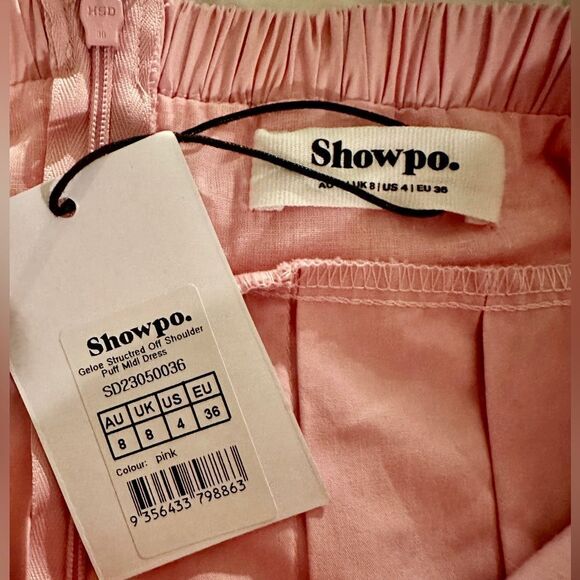 HSD
10
Showpo.
AU UK 8 | US 4 | EU 36
Showpo.
Geloe Structred Off Shoulder
Puff Midi Dress
SD23050036
AU UK US EU
8 8 4 36
Colour: pink
9 356433 798863